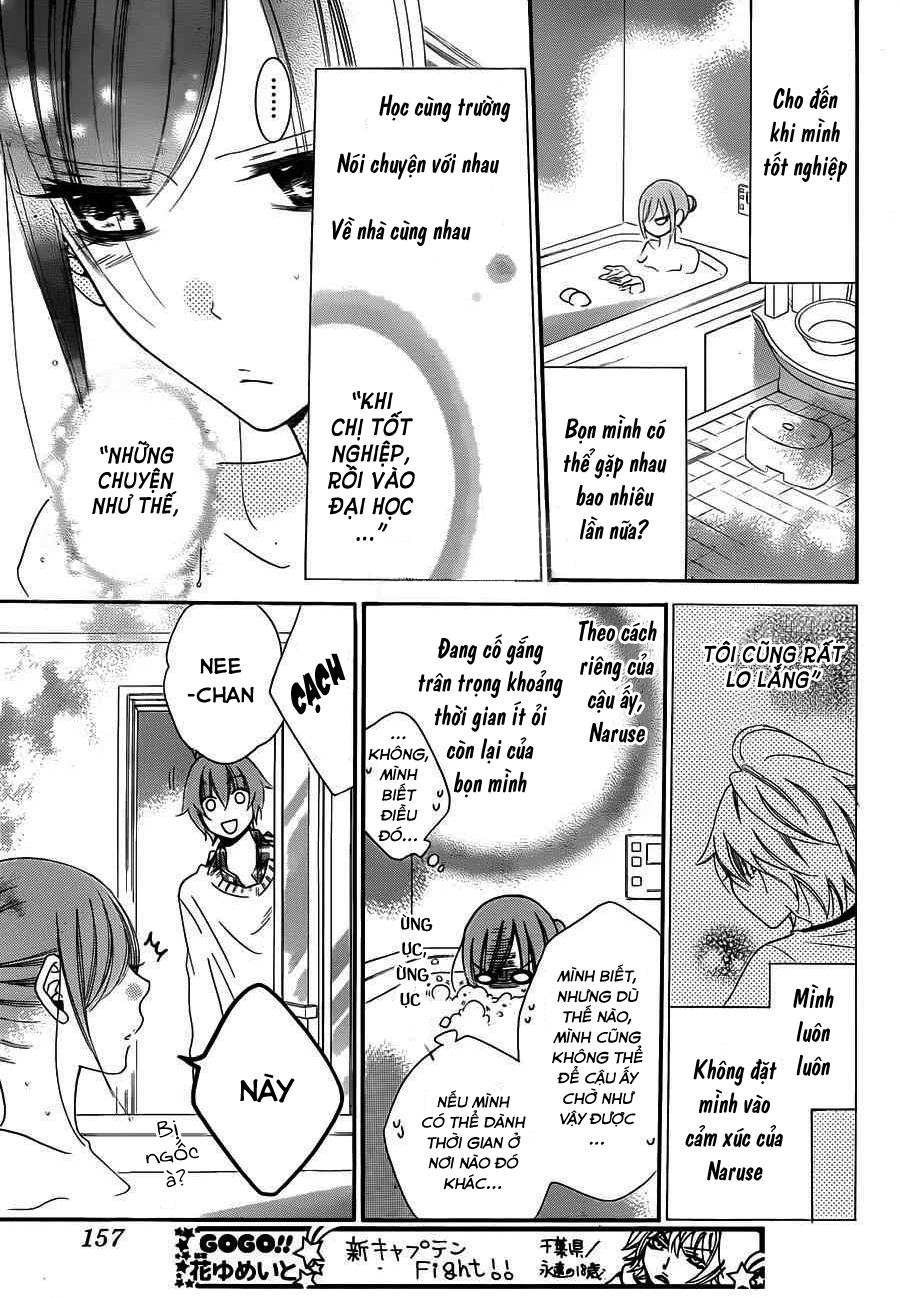 Cho đến
khi mình
tốt nghiệp
Bọn mình có
thể gặp nhau
bao nhiêu
lần nữa?
Học cùng trường
Nói chuyện với nhau
Về nhà cùng nhau
“KHI
CHỊ TỐT
NGHIỆP,
RỒI VÀO
ĐẠI HỌC
...”
“NHỮNG
CHUYỆN
NHƯ THẾ,
TÔI CŨNG RẤT
LO LẮNG”
Mình
luôn
luôn
Không đặt
mình vào
cảm xúc của
Naruse
Theo cách
riêng của
cậu ấy,
Naruse
Đang cố gắng
trân trọng khoảng
thời gian ít ỏi
còn lại của
bọn mình
...
KHÔNG,
MÌNH
BIẾT
ĐIỀU
ĐÓ...
ÙNG
ỤC,
ÙNG
ỤC
MÌNH BIẾT,
NHƯNG DÙ
THẾ NÀO,
MÌNH CŨNG
KHÔNG THỂ
ĐỂ CẬU ẤY
CHỜ NHƯ
VẬY ĐƯỢC
...
NẾU MÌNH
CÓ THỂ DÀNH
THỜI GIAN Ở
NƠI NÀO ĐÓ
KHÁC...
CẠCH
NEE
-CHAN
NÀY
Bị
NGỐC
à?
157
GOGO!!
花ゆめいと
新キャプテン
Fight!!
千葉県/
永遠の18歳